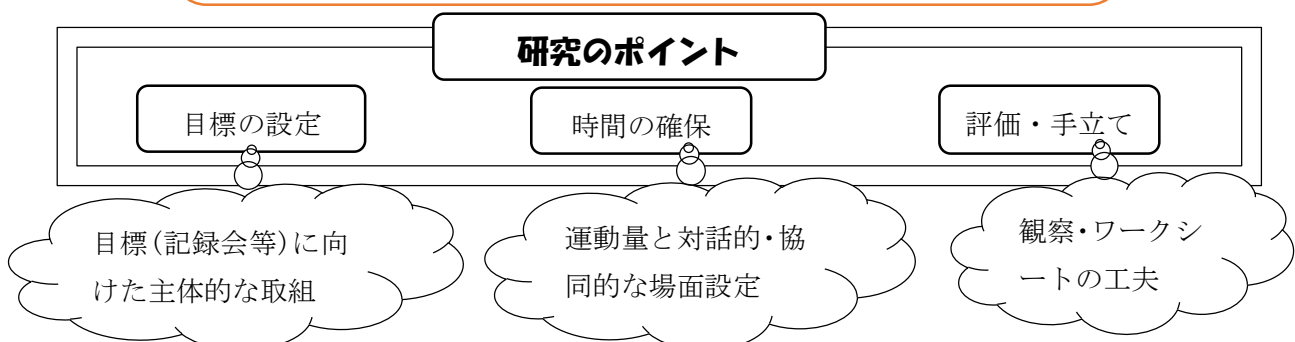 研究のポイント
目標の設定
時間の確保
評価・手立て
目標(記録会等)に向
けた主体的な取組
運動量と対話的・協
同的な場面設定
観察・ワークシ
ートの工夫